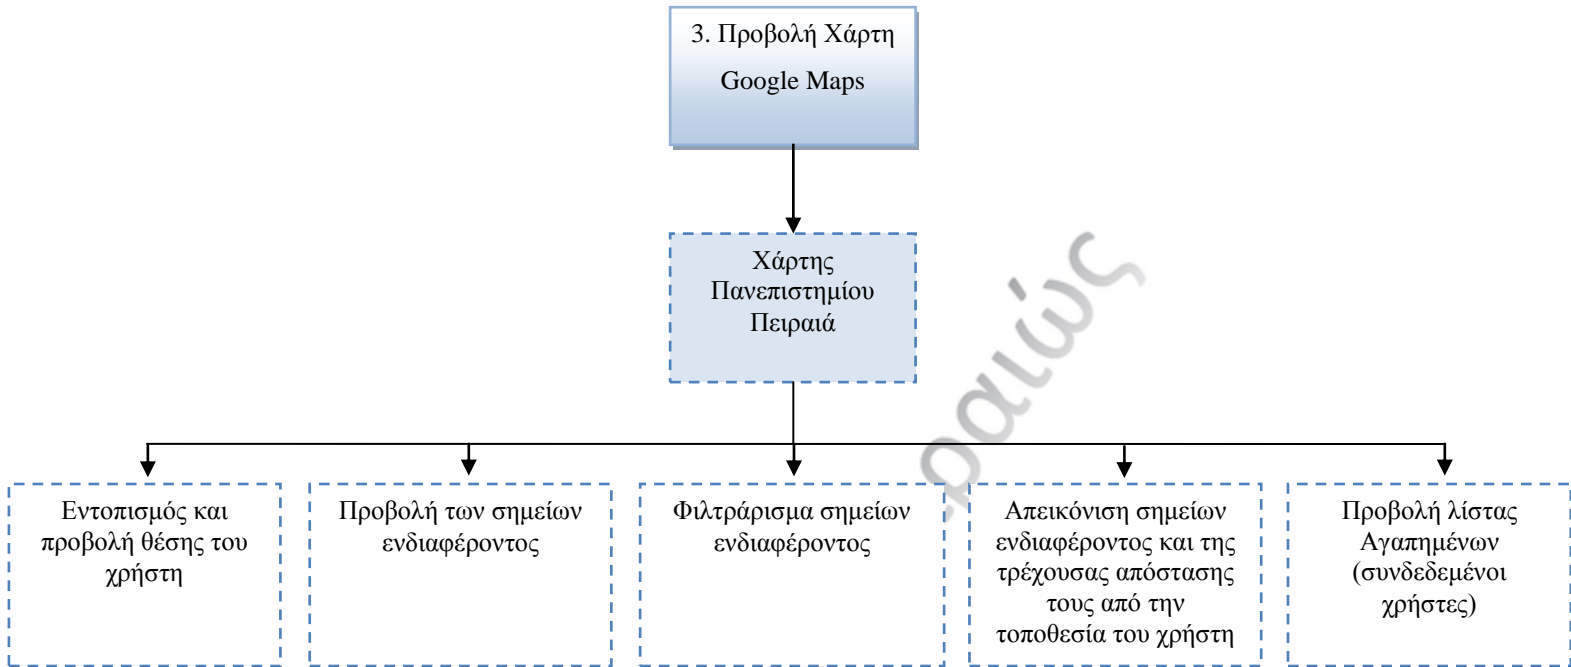 3. Προβολή Χάρτη
Google Maps
Χάρτης
Πανεπιστημίου
Πειραιά
Εντοπισμός και
προβολή θέσης του
χρήστη
Προβολή των σημείων
ενδιαφέροντος
Φιλτράρισμα σημείων
ενδιαφέροντος
Απεικόνιση σημείων
ενδιαφέροντος και της
τρέχουσας απόστασης
τους από την
τοποθεσία του χρήστη
Προβολή λίστας
Αγαπημένων
(συνδεδεμένοι
χρήστες)